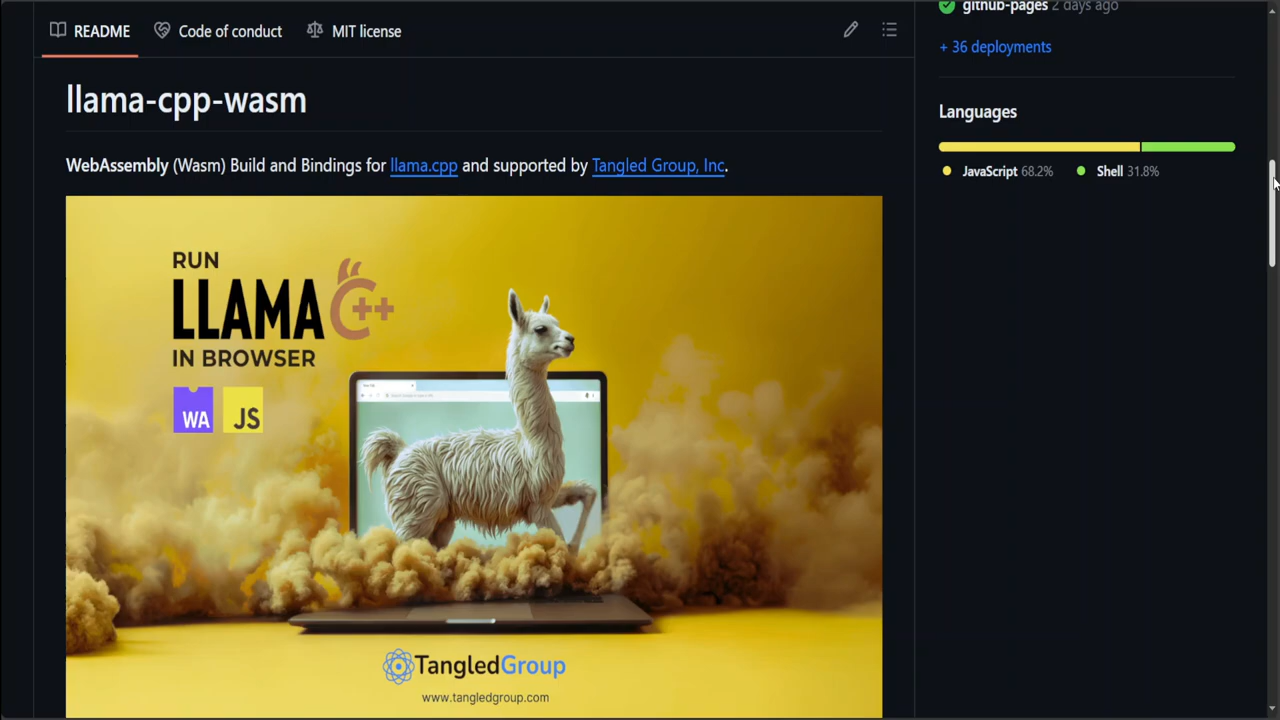 README
Code of conduct
MIT license
llama-cpp-wasm
WebAssembly (Wasm) Build and Bindings for llama.cpp and supported by Tangled Group, Inc.
RUN
LLAMA C++
IN BROWSER
WA
JS
TangledGroup
www.tangledgroup.com
github-pages 2 days ago
+ 36 deployments
Languages
JavaScript 68.2%
Shell 31.8%